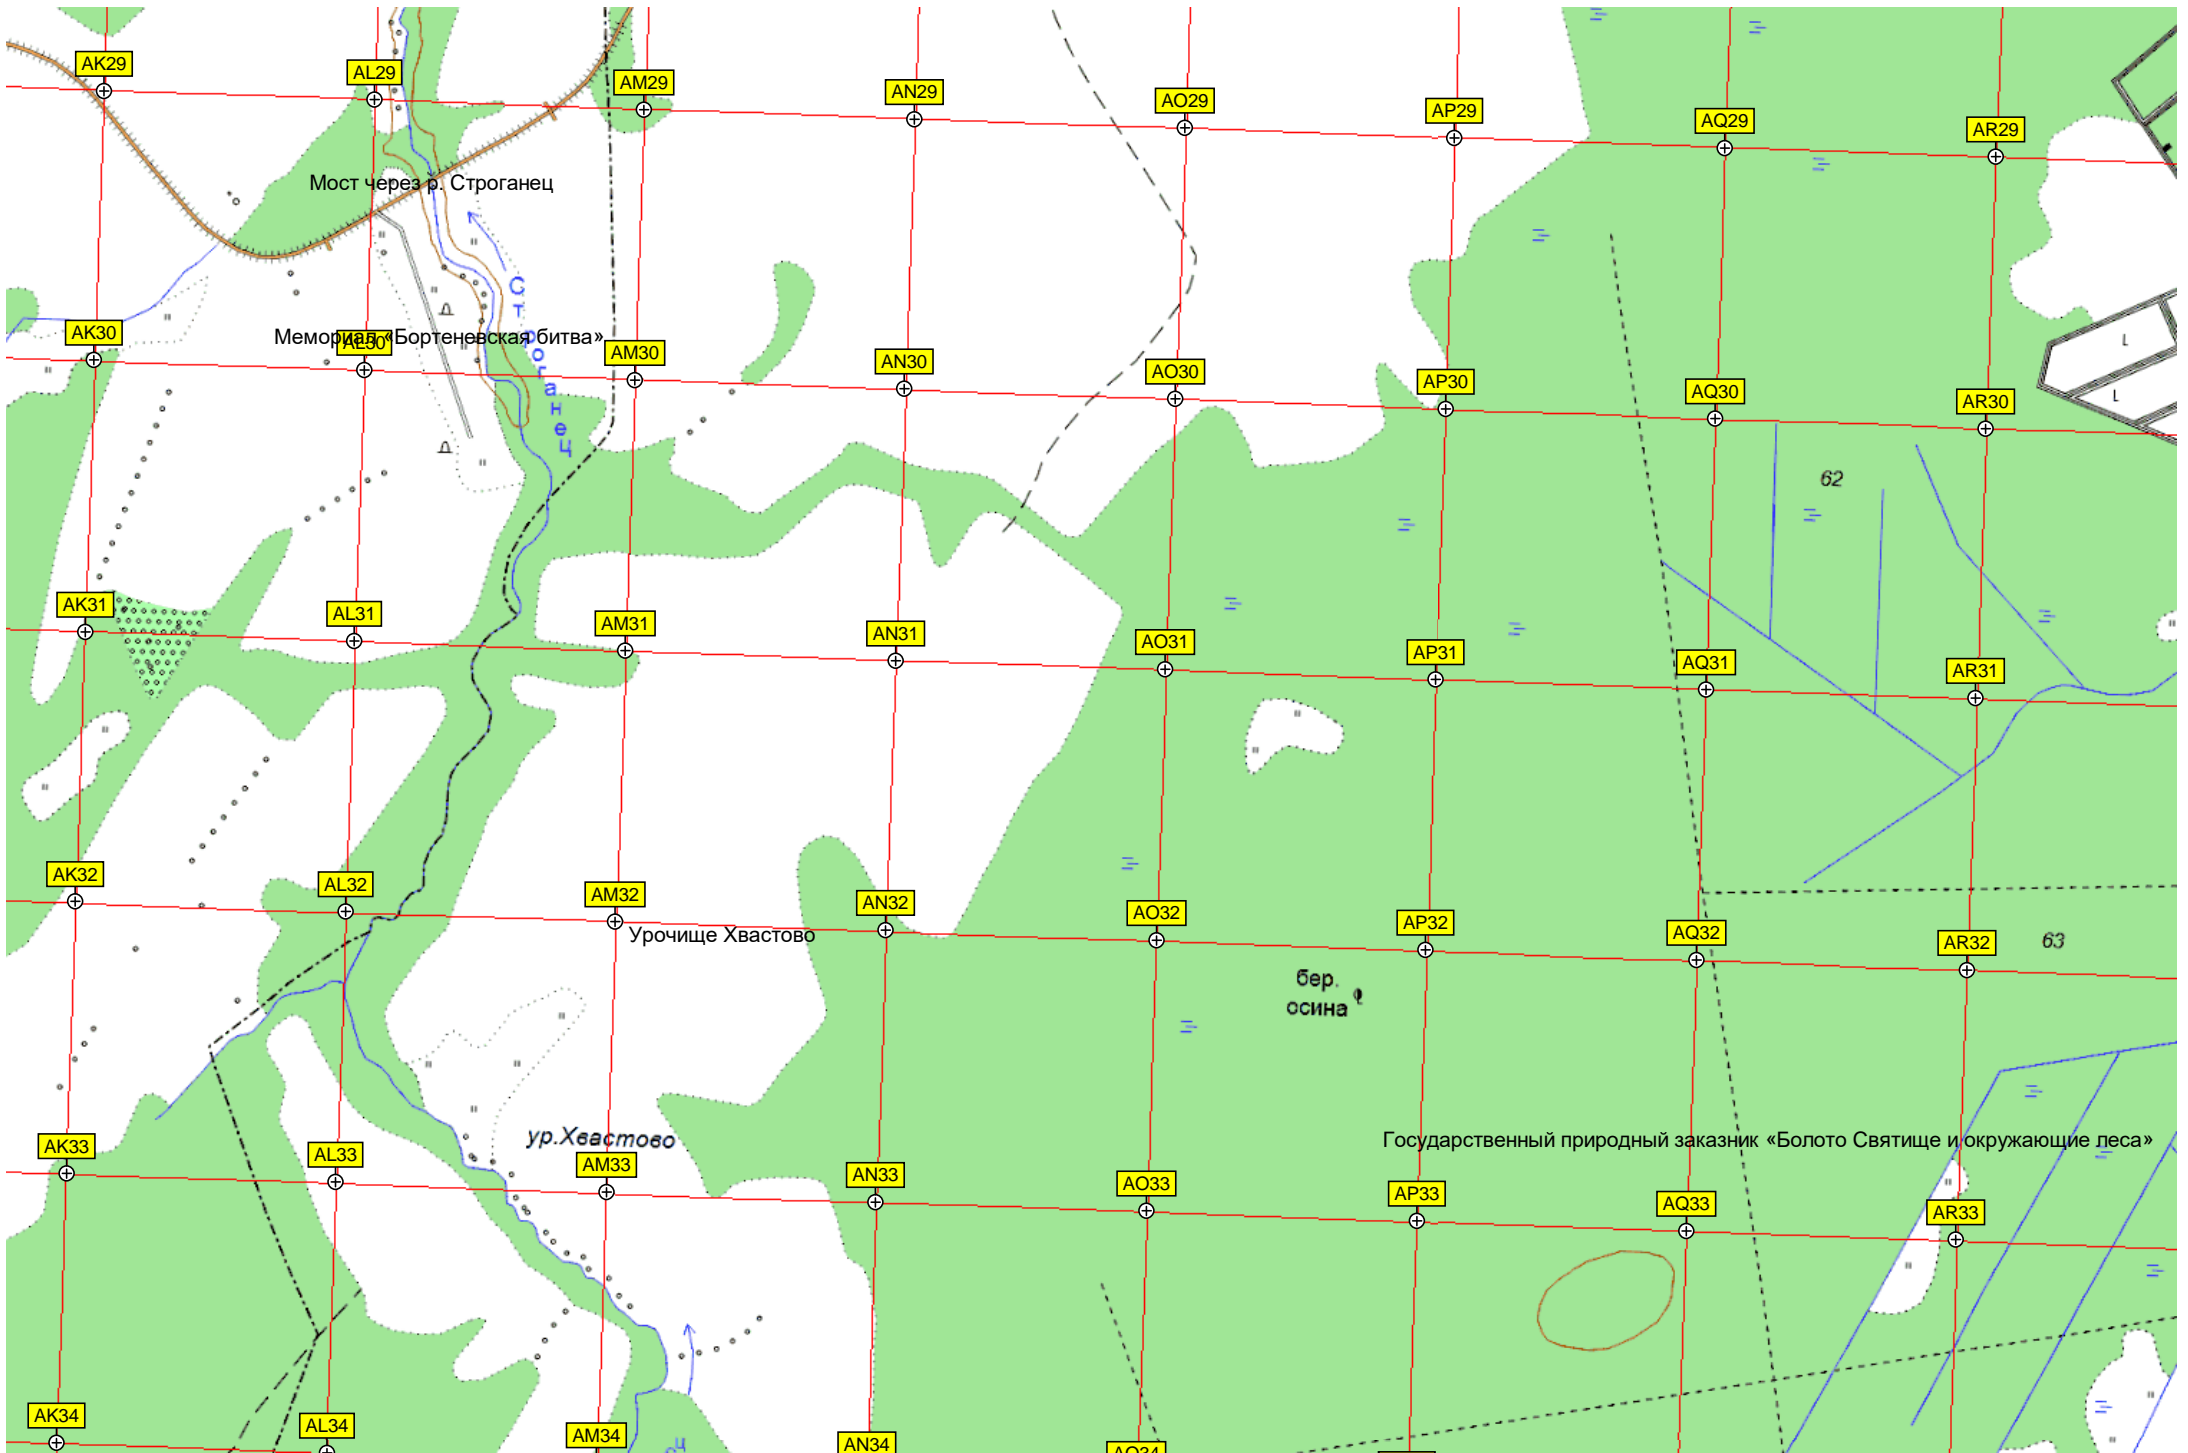 AK29
AL29
AM29
AN29
AO29
AP29
AQ29
AR29
Мост через р. Строганец
Строганец
Мемориал «Бортеневская битва»
AK30
AL30
AM30
AN30
AO30
AP30
AQ30
AR30
L
L
62
AK31
AL31
AM31
AN31
AO31
AP31
AQ31
AR31
AK32
AL32
AM32
AN32
AO32
AP32
AQ32
AR32
Урочище Хвастово
63
бер.
осина
ур.Хвастово
Государственный природный заказник «Болото Святище и окружающие леса»
AK33
AL33
AM33
AN33
AO33
AP33
AQ33
AR33
AK34
AL34
AM34
AN34
AO34